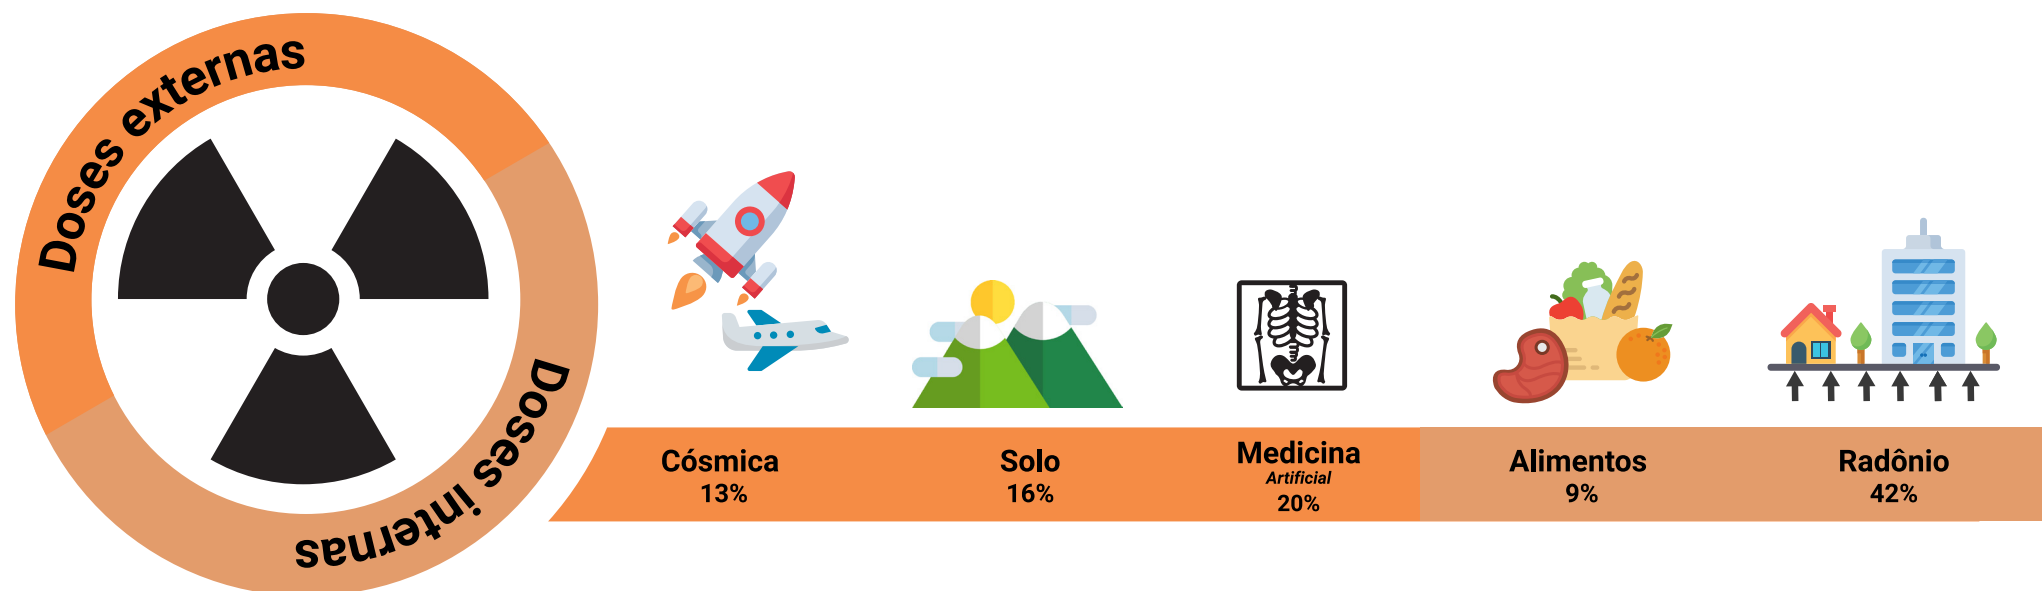 Doses externas
Doses internas
Cósmica
13%
Solo
16%
Medicina
Artificial
20%
Alimentos
9%
Radônio
42%